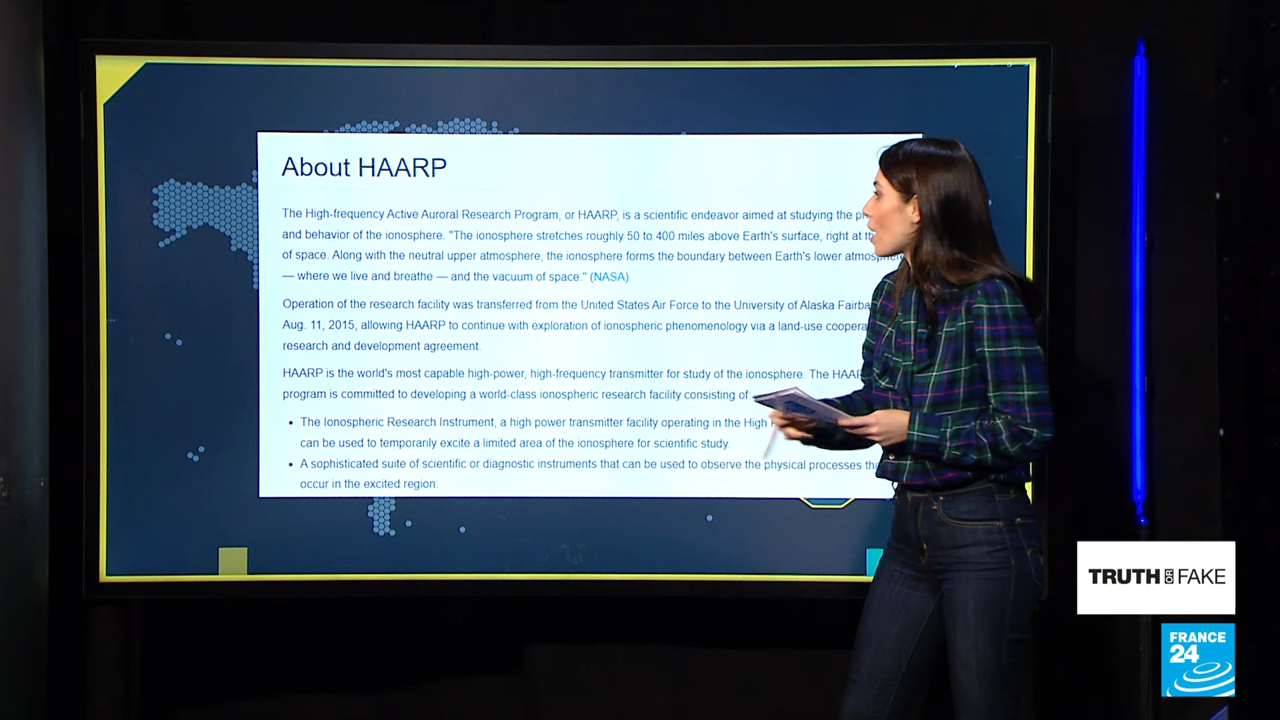 About HAARP
The High-frequency Active Auroral Research Program, or HAARP, is a scientific endeavor aimed at studying the
and behavior of the ionosphere. "The ionosphere stretches roughly 50 to 400 miles above Earth's surface, right at
of space. Along with the neutral upper atmosphere, the ionosphere forms the boundary between Earth's lower atmosphere
— where we live and breathe — and the vacuum of space." (NASA)
Operation of the research facility was transferred from the United States Air Force to the University of Alaska
Aug. 11, 2015, allowing HAARP to continue with exploration of ionospheric phenomenology via a land-use
research and development agreement.
HAARP is the world's most capable high-power, high-frequency transmitter for study of the ionosphere. The
program is committed to developing a world-class ionospheric research facility consisting of
• The Ionospheric Research Instrument, a high power transmitter facility operating in the High
can be used to temporarily excite a limited area of the ionosphere for scientific study.
• A sophisticated suite of scientific or diagnostic instruments that can be used to observe the physical processes
occur in the excited region.
TRUTH OR FAKE
FRANCE
24